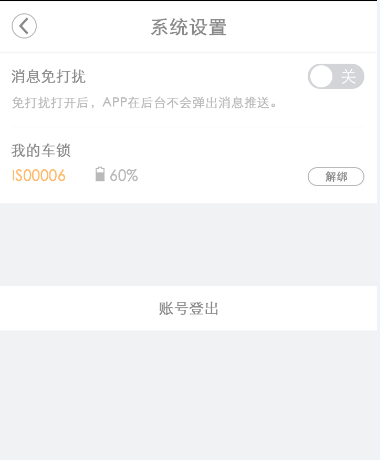 系统设置
消息免打扰
关
免打扰打开后，APP在后台不会弹出消息推送。
我的车锁
IS00006 60%
解绑
账号登出